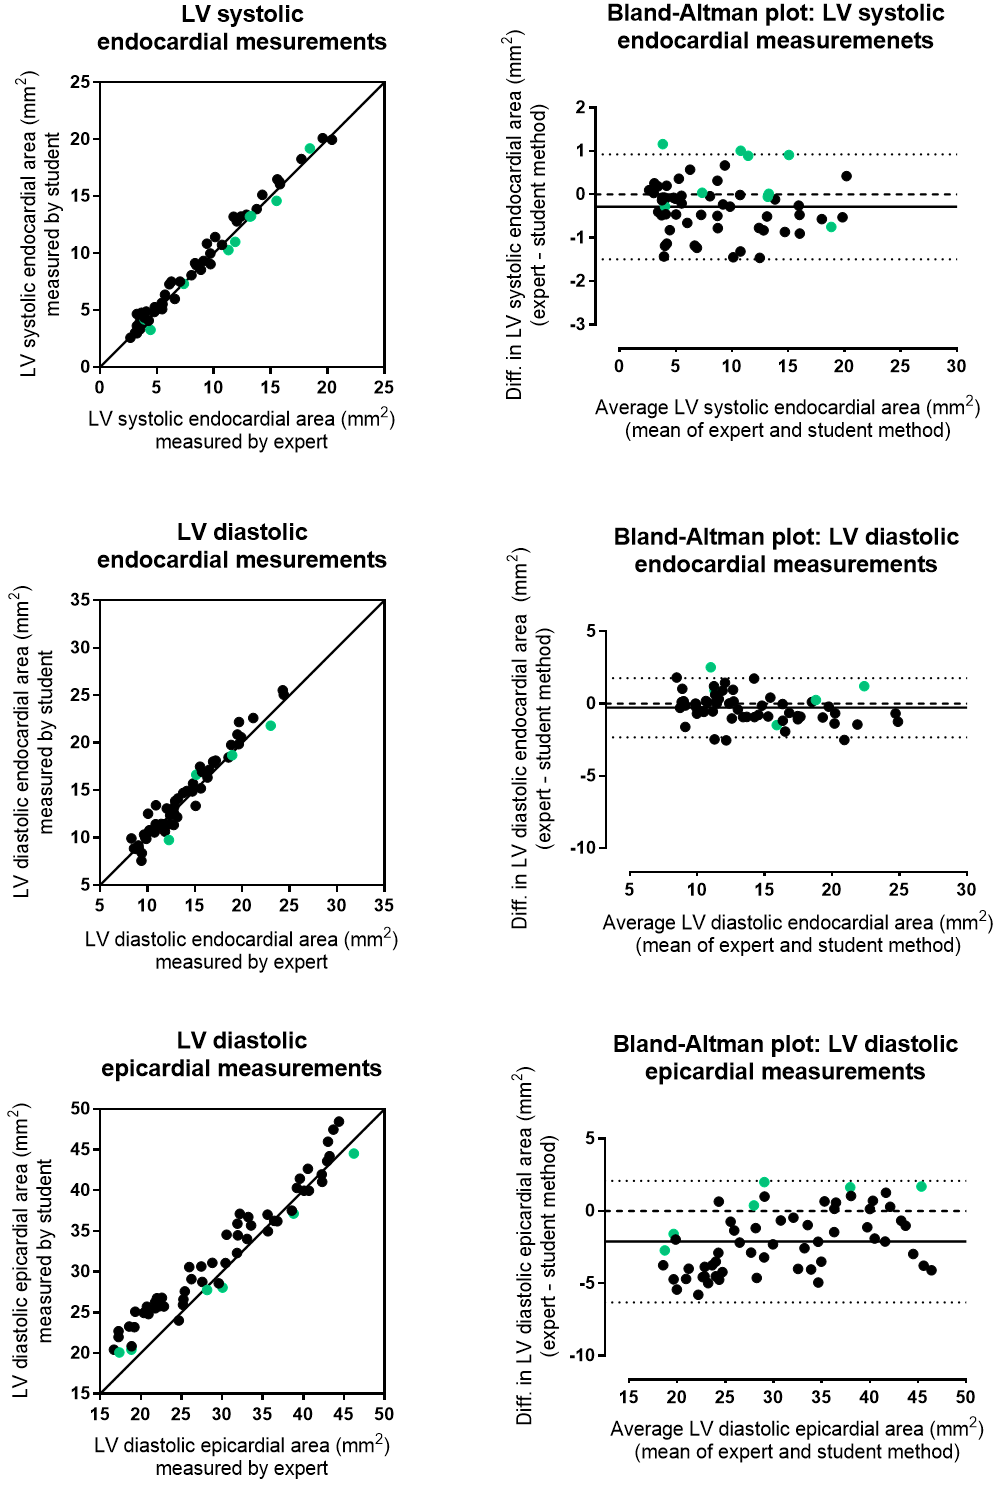 LV systolic
endocardial mesurements
LV systolic endocardial area (mm2)
measured by student
25
20
15
10
5
0
0 5 10 15 20 25
LV systolic endocardial area (mm2)
measured by expert
Bland-Altman plot: LV systolic
endocardial measuremenets
Diff. in LV systolic endocardial area (mm2)
(expert - student method)
2
1
0
-1
-2
-3
0 5 10 15 20 25 30
Average LV systolic endocardial area (mm2)
(mean of expert and student method)
LV diastolic
endocardial mesurements
LV diastolic endocardial area (mm2)
measured by student
35
30
25
20
15
10
5
5 10 15 20 25 30 35
LV diastolic endocardial area (mm2)
measured by expert
Bland-Altman plot: LV diastolic
endocardial measurements
Diff. in LV diastolic endocardial area (mm2)
(expert - student method)
5
0
-5
-10
5 10 15 20 25 30
Average LV diastolic endocardial area (mm2)
(mean of expert and student method)
LV diastolic
epicardial measurements
LV diastolic epicardial area (mm2)
measured by student
50
45
40
35
30
25
20
15
15 20 25 30 35 40 45 50
LV diastolic epicardial area (mm2)
measured by expert
Bland-Altman plot: LV diastolic
epicardial measurements
Diff. in LV diastolic epicardial area (mm2)
(expert - student method)
5
0
-5
-10
15 20 25 30 35 40 45 50
Average LV diastolic epicardial area (mm2)
(mean of expert and student method)